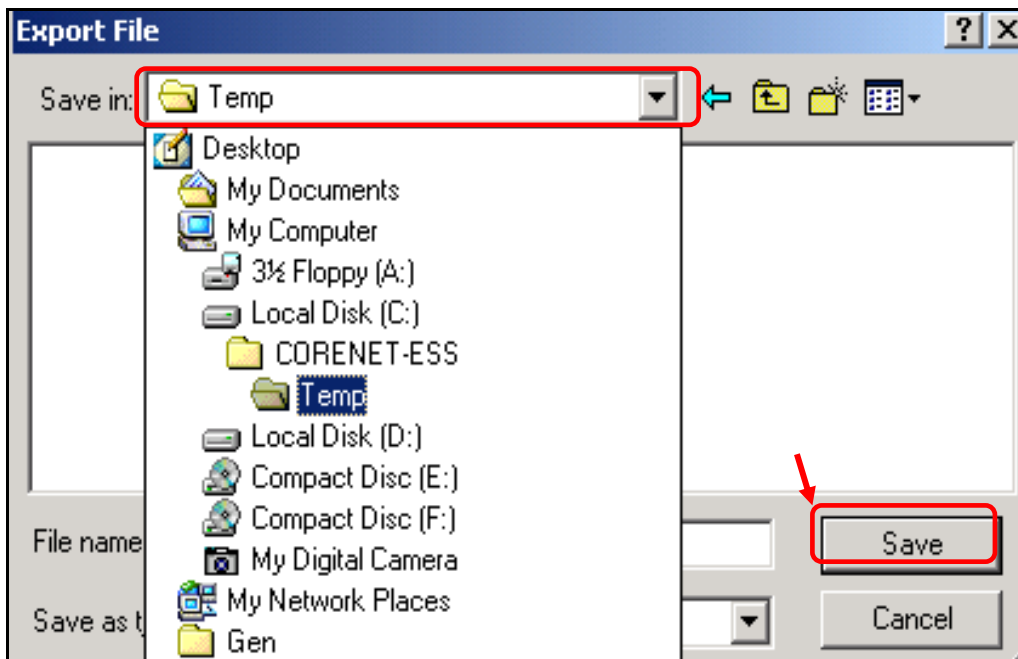 Export File
Save in: Temp
Desktop
My Documents
My Computer
3½ Floppy (A:)
Local Disk (C:)
CORENET-ESS
Temp
Local Disk (D:)
Compact Disc (E:)
Compact Disc (F:)
File name
Save
My Digital Camera
My Network Places
Save as t
Cancel
Gen